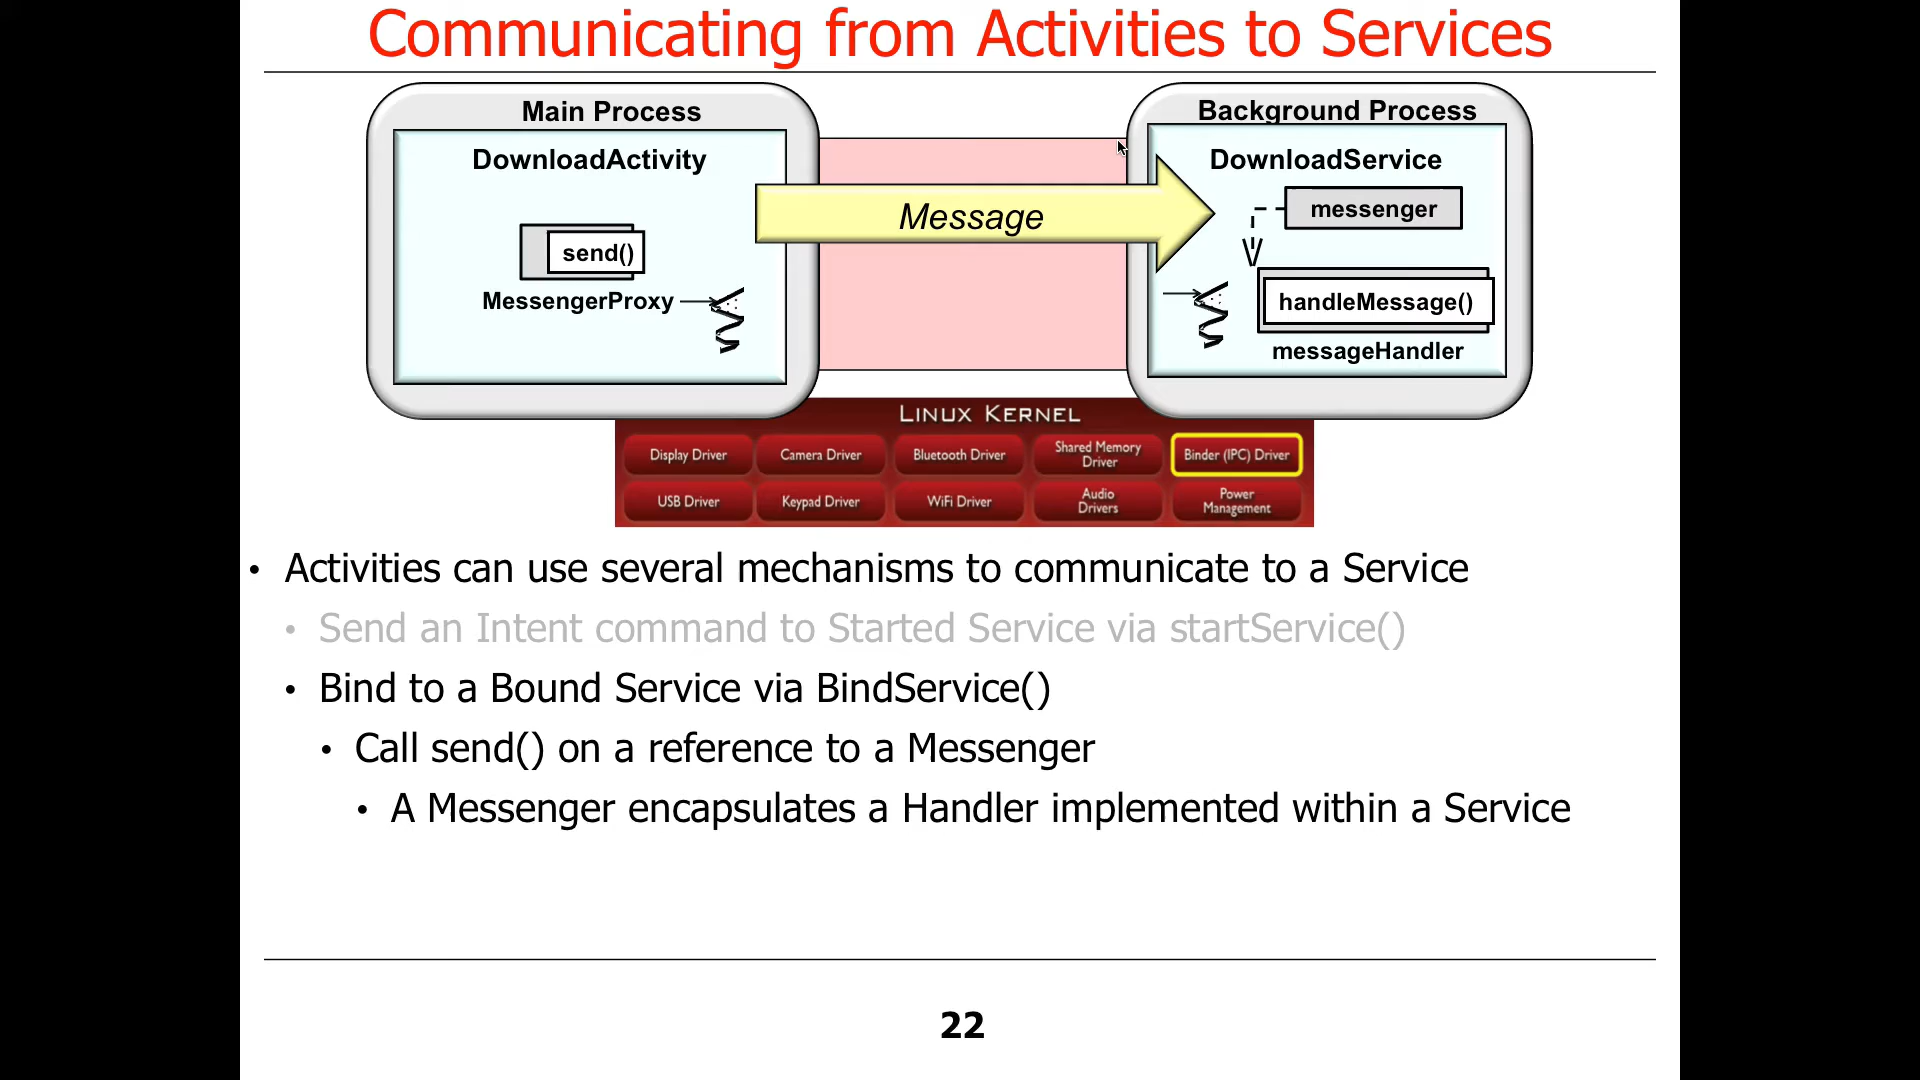 Communicating from Activities to Services
Main Process
DownloadActivity
send()
MessengerProxy
Message
Background Process
DownloadService
messenger
handleMessage()
messageHandler
LINUX KERNEL
Display Driver
Camera Driver
Bluetooth Driver
Shared Memory
Driver
Binder (IPC) Driver
USB Driver
Keypad Driver
WiFi Driver
Audio
Drivers
Power
Management
• Activities can use several mechanisms to communicate to a Service
• Send an Intent command to Started Service via startService()
• Bind to a Bound Service via BindService()
• Call send() on a reference to a Messenger
• A Messenger encapsulates a Handler implemented within a Service
22